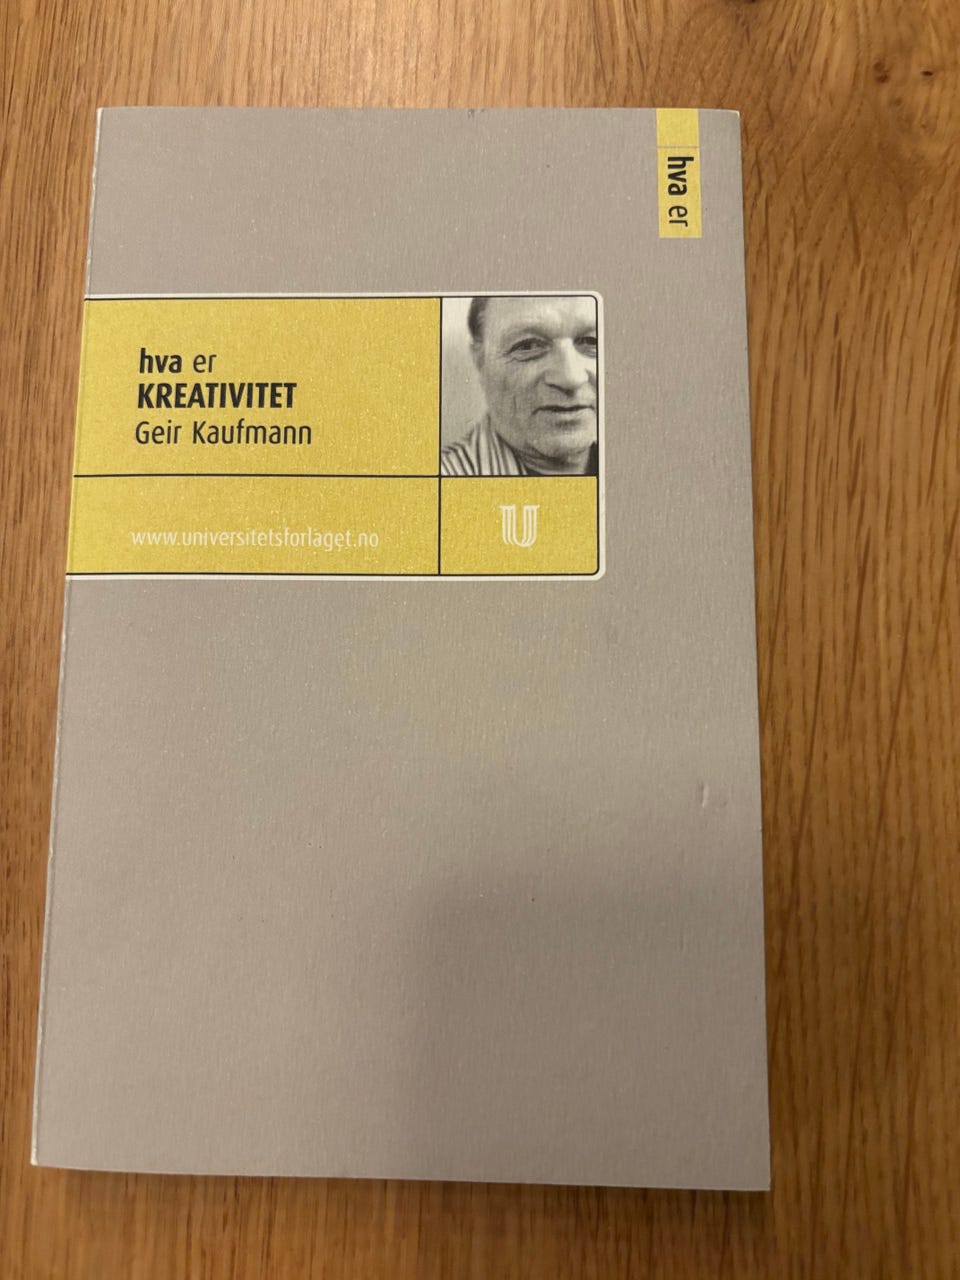 hva er
hva er
KREATIVITET
Geir Kaufmann
www.universitetsforlaget.no
U